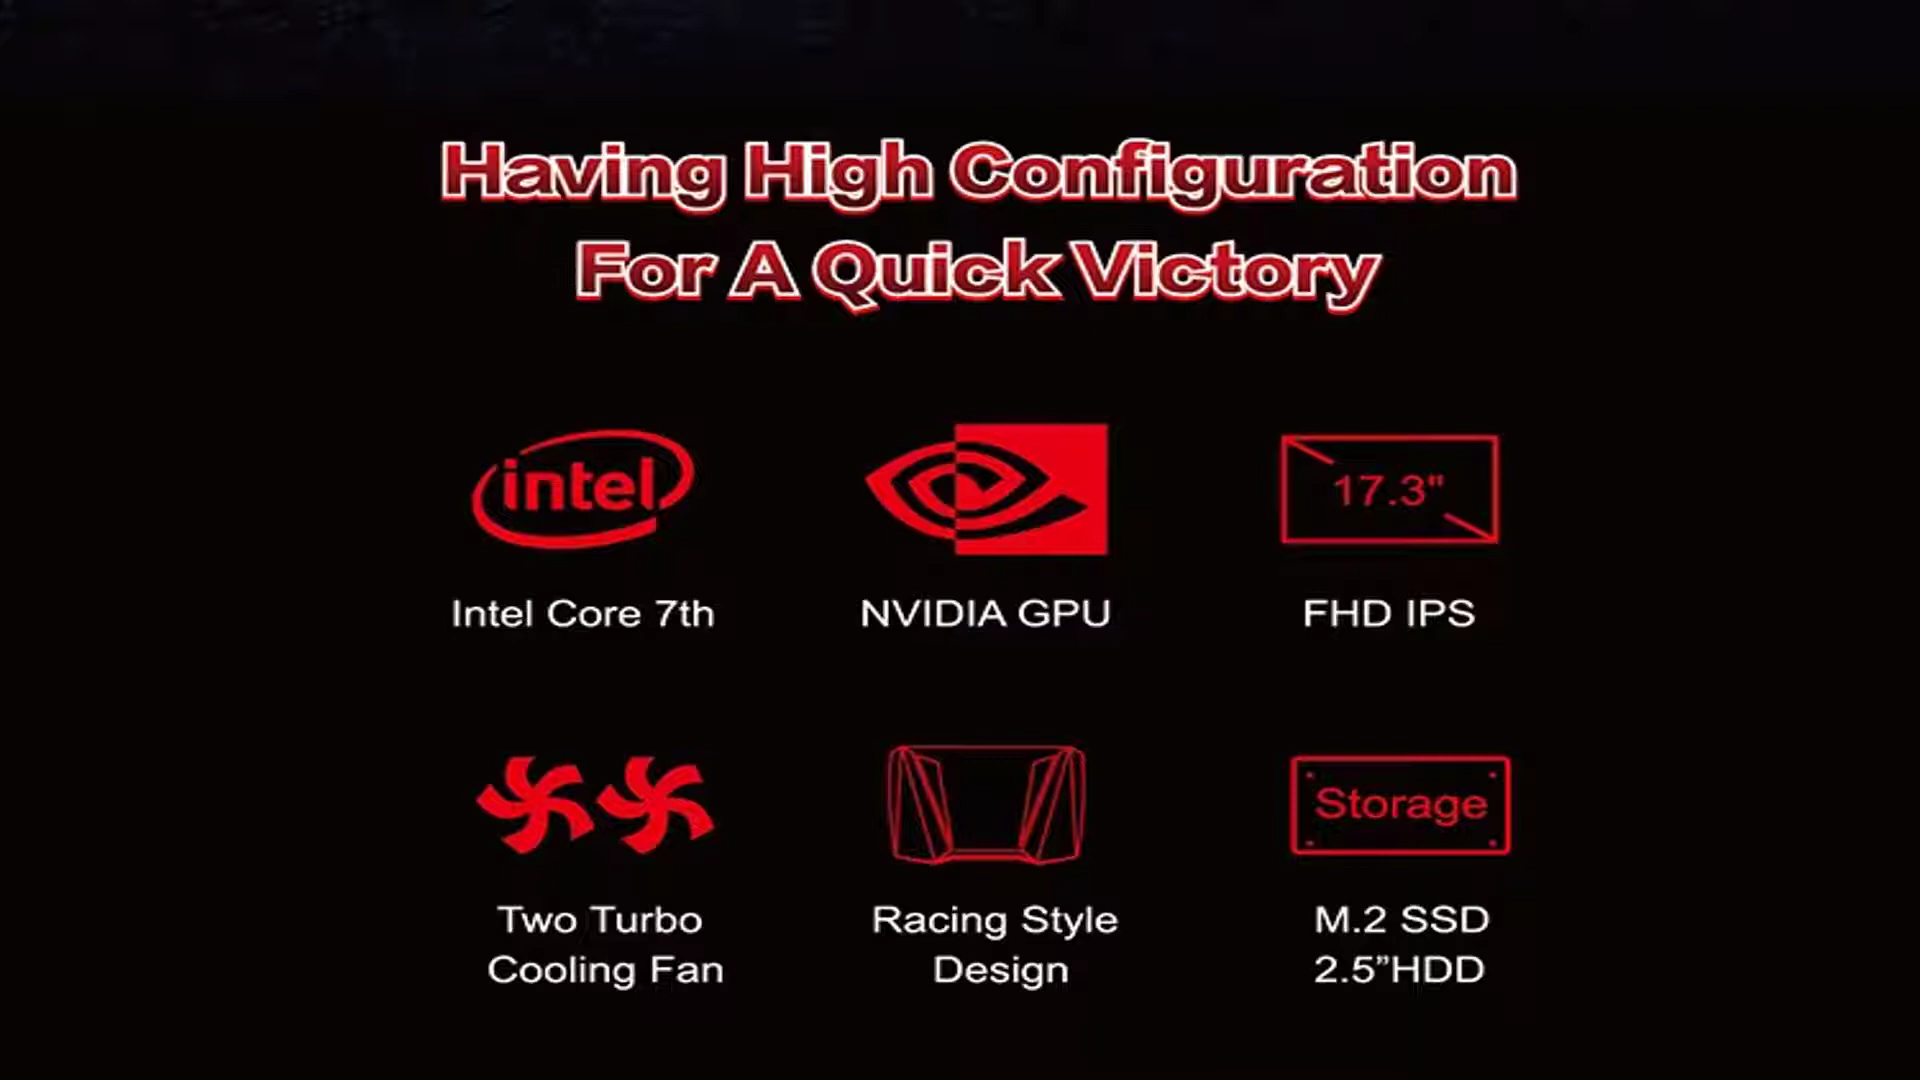 Having High Configuration
For A Quick Victory
intel
17.3"
Intel Core 7th
NVIDIA GPU
FHD IPS
Storage
Two Turbo
Cooling Fan
Racing Style
Design
M.2 SSD
2.5”HDD